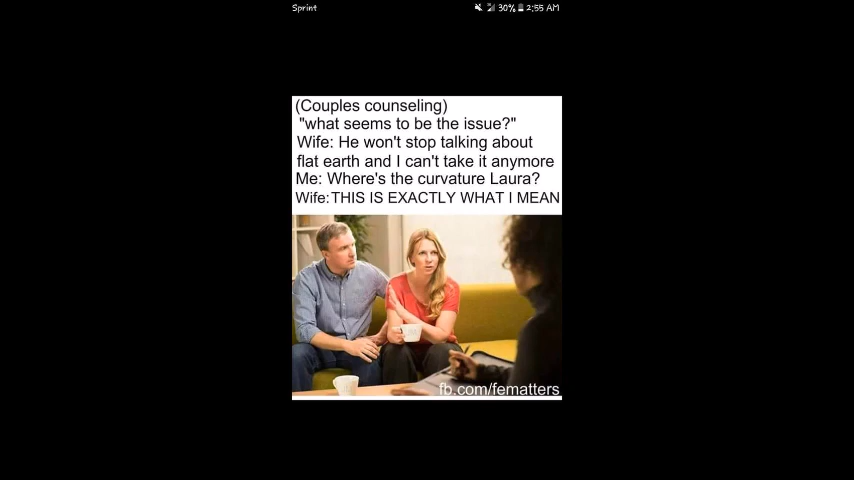 Sprint 30% 2:55 AM
(Couples counseling)
"what seems to be the issue?"
Wife: He won't stop talking about
flat earth and I can't take it anymore
Me: Where's the curvature Laura?
Wife: THIS IS EXACTLY WHAT I MEAN
fb.com/fematters